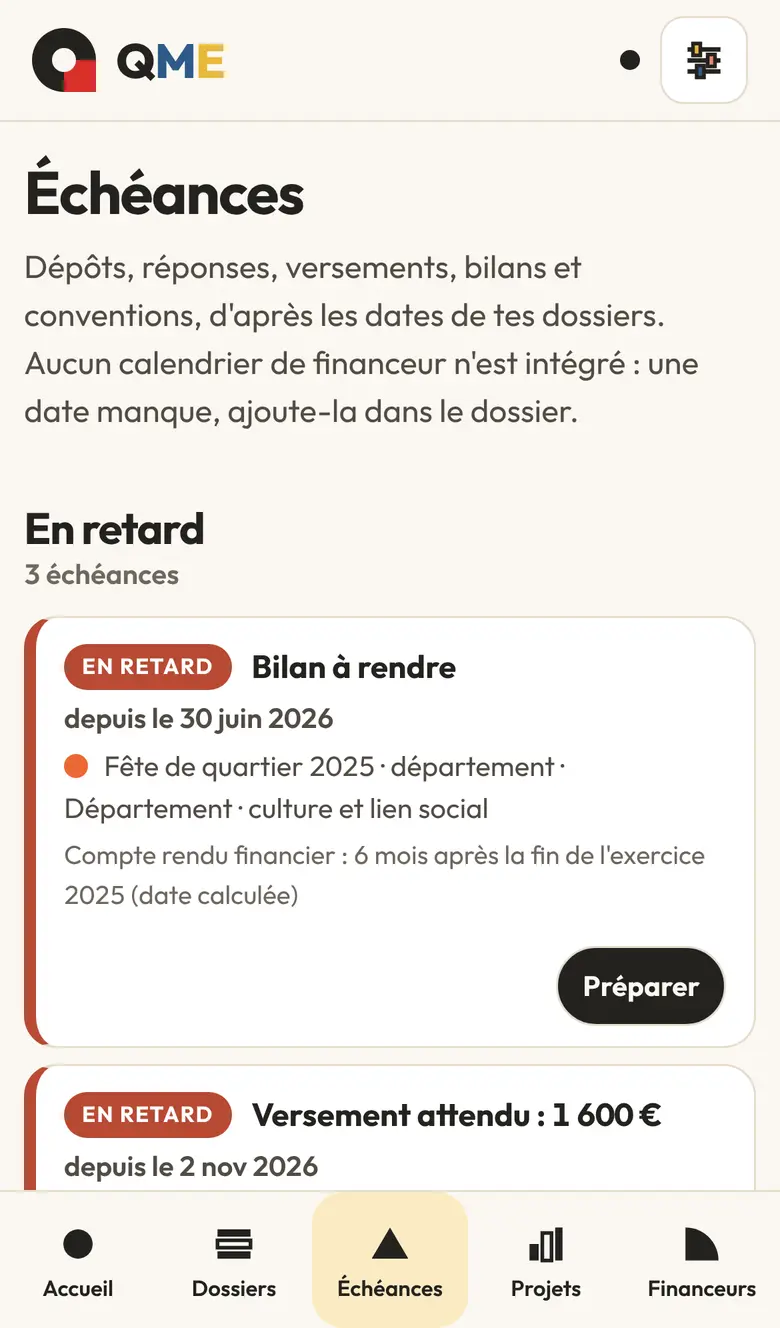 QME
Échéances
Dépôts, réponses, versements, bilans et
conventions, d'après les dates de tes dossiers.
Aucun calendrier de financeur n'est intégré : une
date manque, ajoute-la dans le dossier.
En retard
3 échéances
EN RETARD Bilan à rendre
depuis le 30 juin 2026
Fête de quartier 2025 · département ·
Département · culture et lien social
Compte rendu financier : 6 mois après la fin de l'exercice
2025 (date calculée)
Préparer
EN RETARD Versement attendu : 1 600 €
depuis le 2 nov 2026
Accueil Dossiers Échéances Projets Financeurs